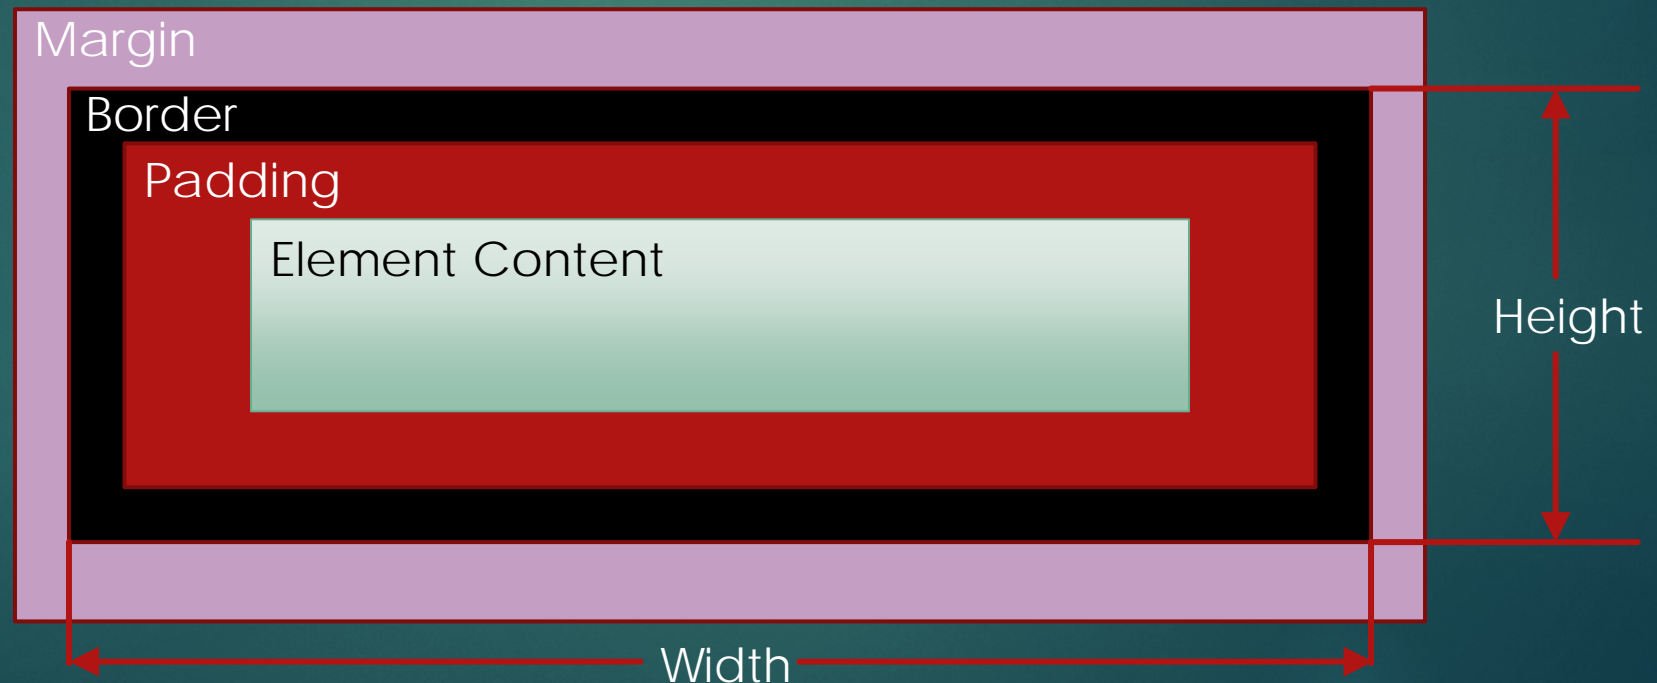 Margin
Border
Padding
Element Content
Height
Width